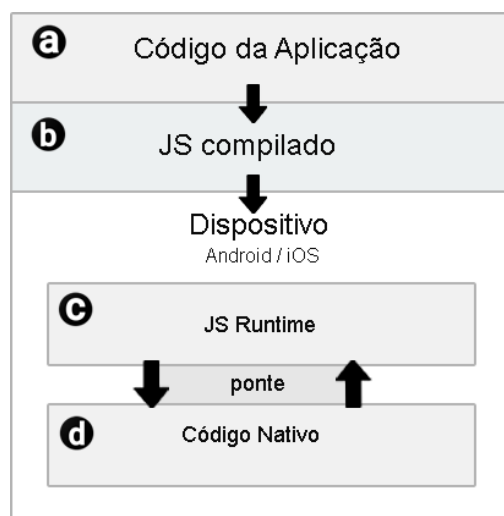 a Código da Aplicação
b JS compilado
Dispositivo
Android / iOS
c JS Runtime
ponte
d Código Nativo